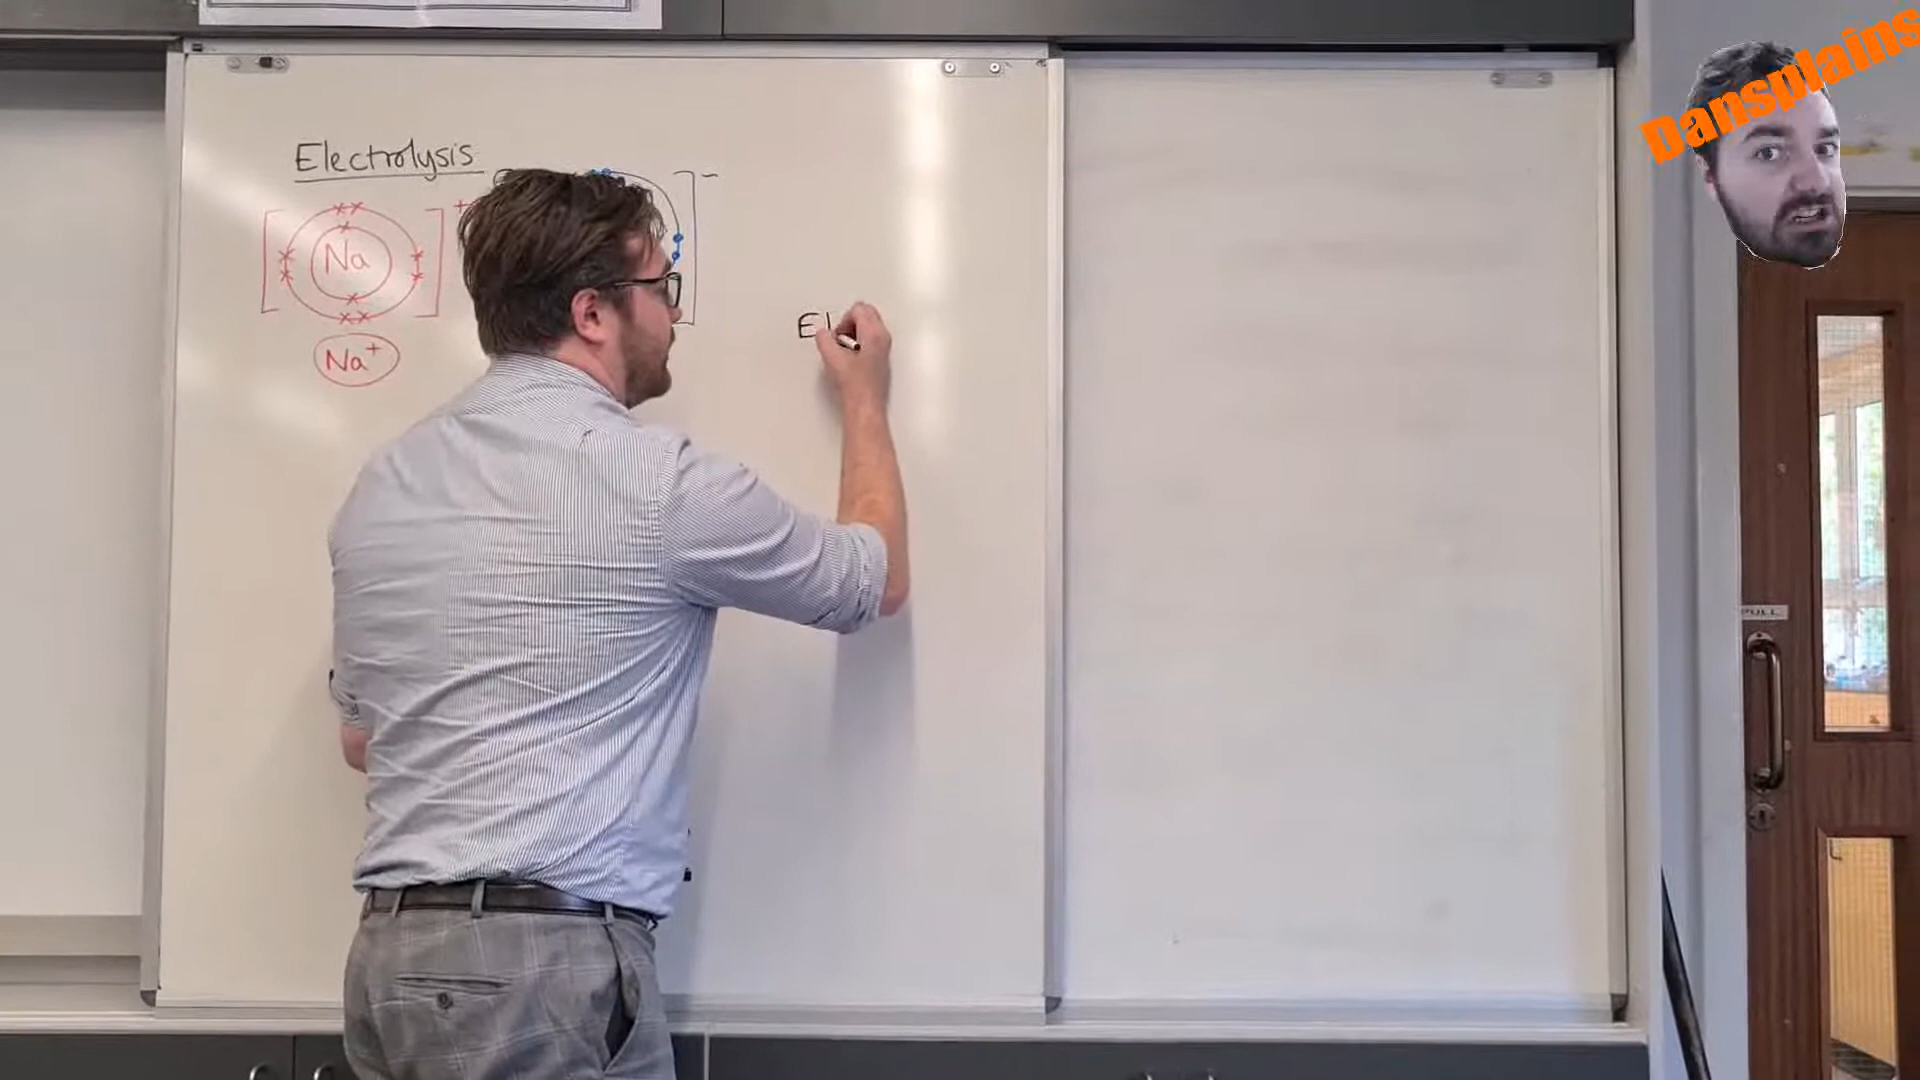 Dansplains
Electrolysis
+
Na
-
El
Na⁺
PULL